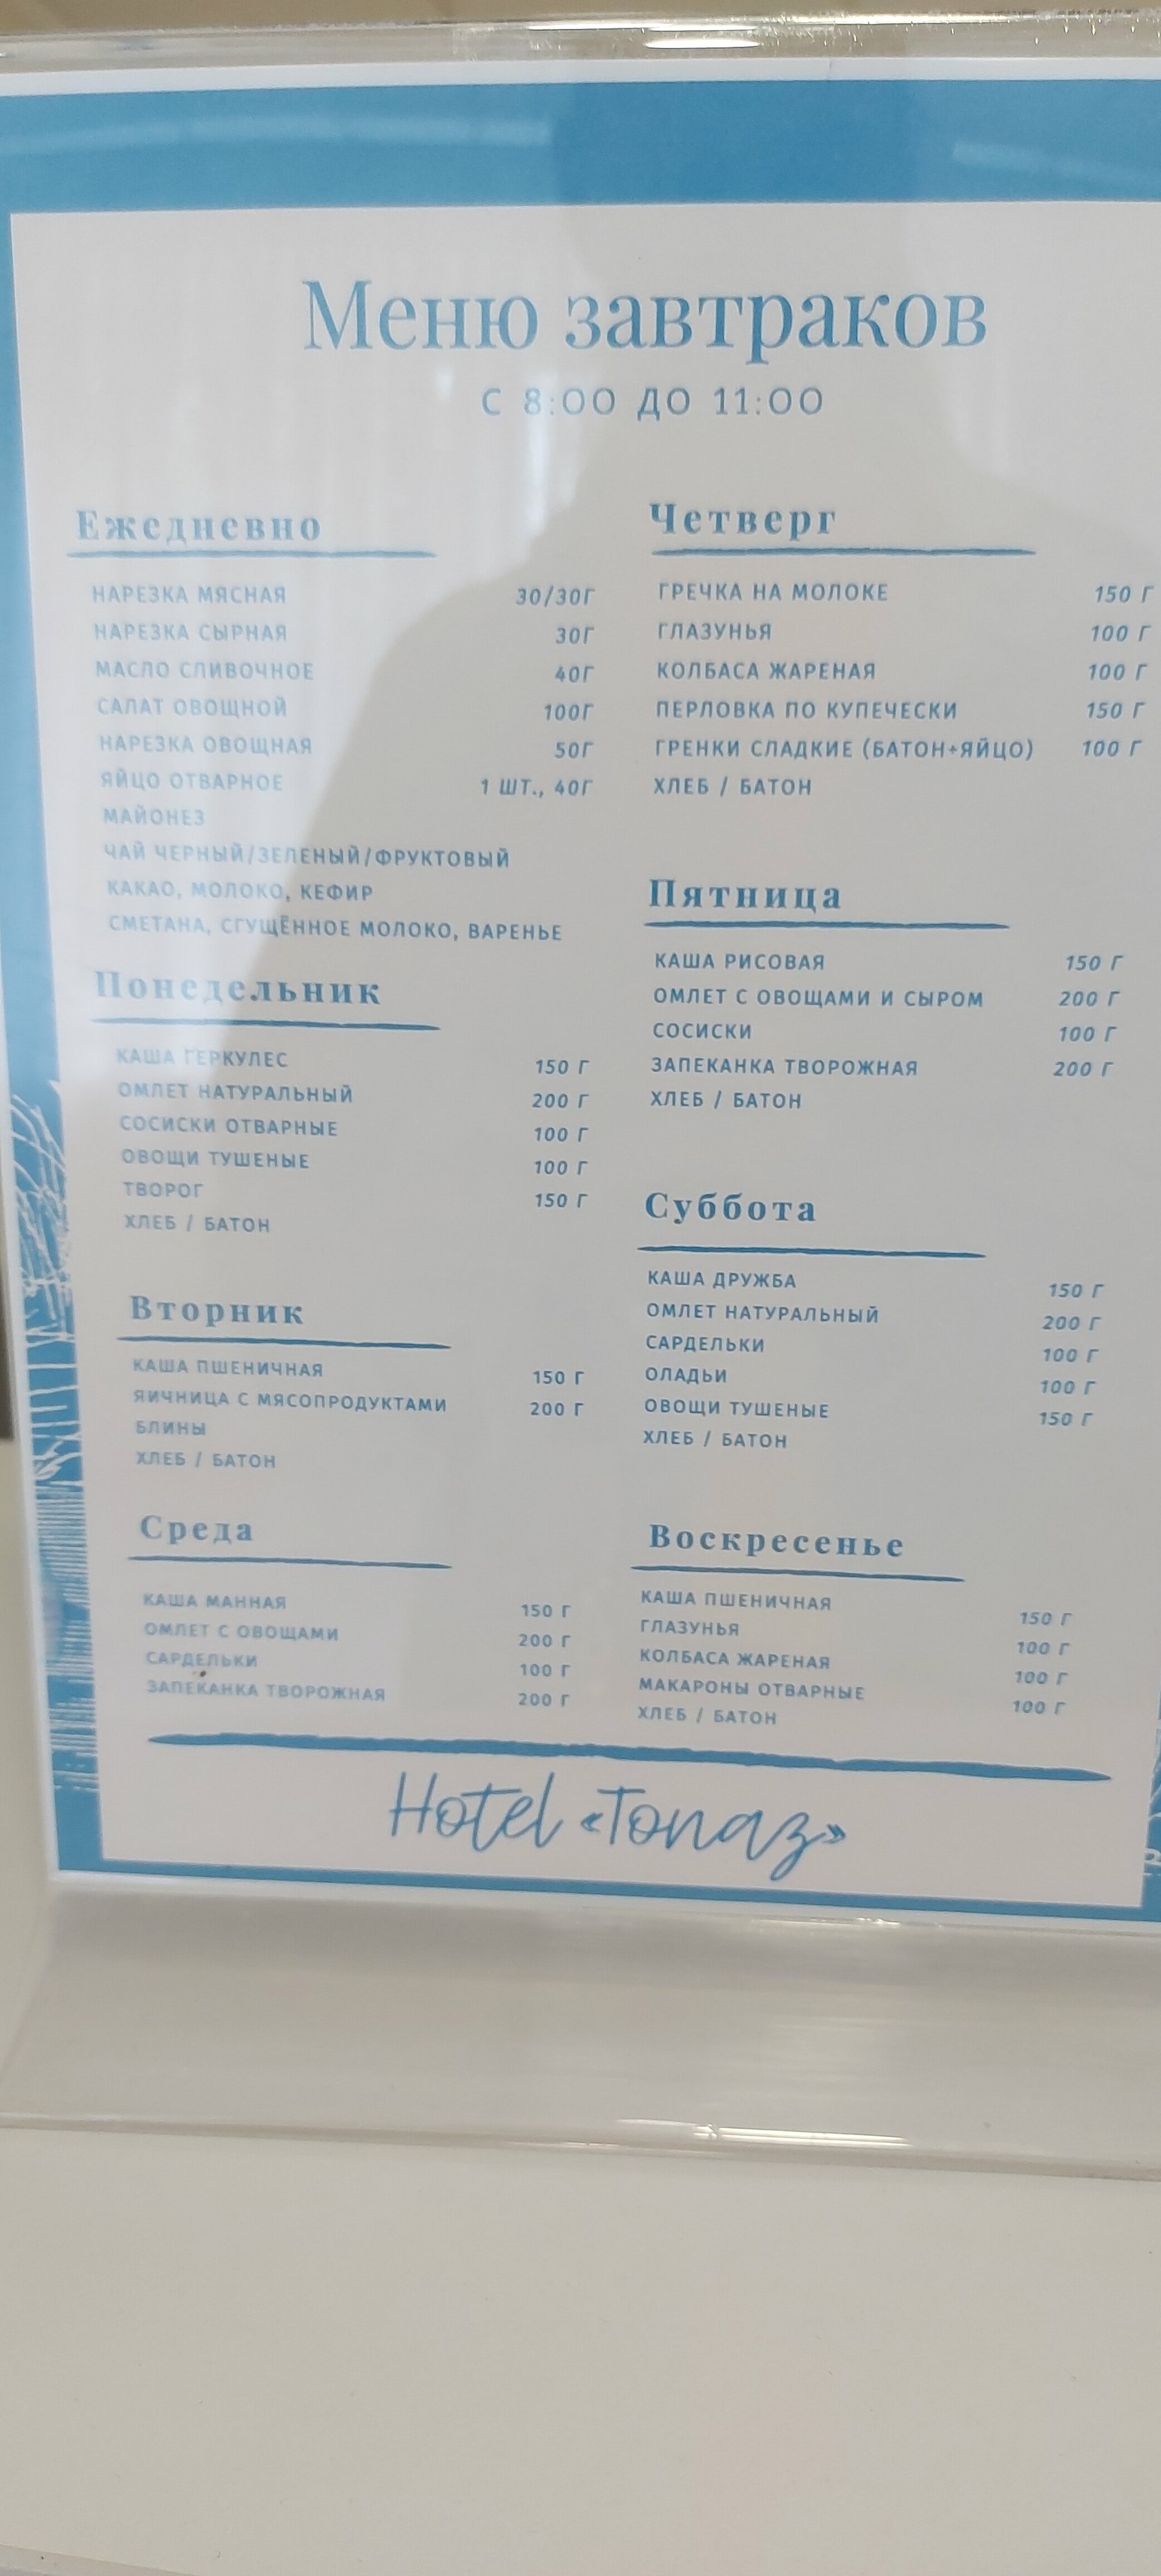 Меню завтраков
С 8:00 ДО 11:00
Ежедневно
НАРЕЗКА МЯСНАЯ 30/30Г
НАРЕЗКА СЫРНАЯ 30Г
МАСЛО СЛИВОЧНОЕ 40Г
САЛАТ ОВОЩНОЙ 100Г
НАРЕЗКА ОВОЩНАЯ 50Г
ЯЙЦО ОТВАРНОЕ 1 ШТ., 40Г
МАЙОНЕЗ
ЧАЙ ЧЕРНЫЙ/ЗЕЛЕНЫЙ/ФРУКТОВЫЙ
КАКАО, МОЛОКО, КЕФИР
СМЕТАНА, СГУЩЁННОЕ МОЛОКО, ВАРЕНЬЕ
Понедельник
КАША ГЕРКУЛЕС 150 Г
ОМЛЕТ НАТУРАЛЬНЫЙ 200 Г
СОСИСКИ ОТВАРНЫЕ 100 Г
ОВОЩИ ТУШЕНЫЕ 100 Г
ТВОРОГ 150 Г
ХЛЕБ / БАТОН
Вторник
КАША ПШЕНИЧНАЯ 150 Г
ЯИЧНИЦА С МЯСОПРОДУКТАМИ 200 Г
БЛИНЫ
ХЛЕБ / БАТОН
Среда
КАША МАННАЯ 150 Г
ОМЛЕТ С ОВОЩАМИ 200 Г
САРДЕЛЬКИ 100 Г
ЗАПЕКАНКА ТВОРОЖНАЯ 200 Г
Четверг
ГРЕЧКА НА МОЛОКЕ 150 Г
ГЛАЗУНЬЯ 100 Г
КОЛБАСА ЖАРЕНАЯ 100 Г
ПЕРЛОВКА ПО КУПЕЧЕСКИ 150 Г
ГРЕНКИ СЛАДКИЕ (БАТОН+ЯЙЦО) 100 Г
ХЛЕБ / БАТОН
Пятница
КАША РИСОВАЯ 150 Г
ОМЛЕТ С ОВОЩАМИ И СЫРОМ 200 Г
СОСИСКИ 100 Г
ЗАПЕКАНКА ТВОРОЖНАЯ 200 Г
ХЛЕБ / БАТОН
Суббота
КАША ДРУЖБА 150 Г
ОМЛЕТ НАТУРАЛЬНЫЙ 200 Г
САРДЕЛЬКИ 100 Г
ОЛАДЬИ 100 Г
ОВОЩИ ТУШЕНЫЕ 150 Г
ХЛЕБ / БАТОН
Воскресенье
КАША ПШЕНИЧНАЯ 150 Г
ГЛАЗУНЬЯ 100 Г
КОЛБАСА ЖАРЕНАЯ 100 Г
МАКАРОНЫ ОТВАРНЫЕ 100 Г
ХЛЕБ / БАТОН
Hotel «Топаз»